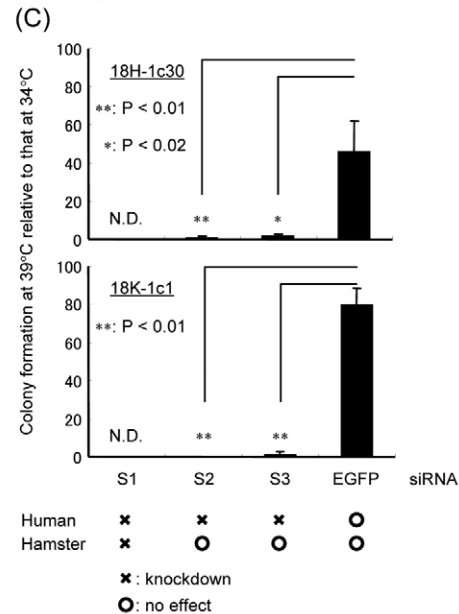 (C)
100
80
60
40
20
0
18H-1c30
**: P < 0.01
*: P < 0.02
N.D.
**
*
100
80
60
40
20
0
18K-1c1
**: P < 0.01
N.D.
**
**
Colony formation at 39°C relative to that at 34°C
S1 S2 S3 EGFP siRNA
Human × × × O
Hamster × O O O
×: knockdown
O: no effect